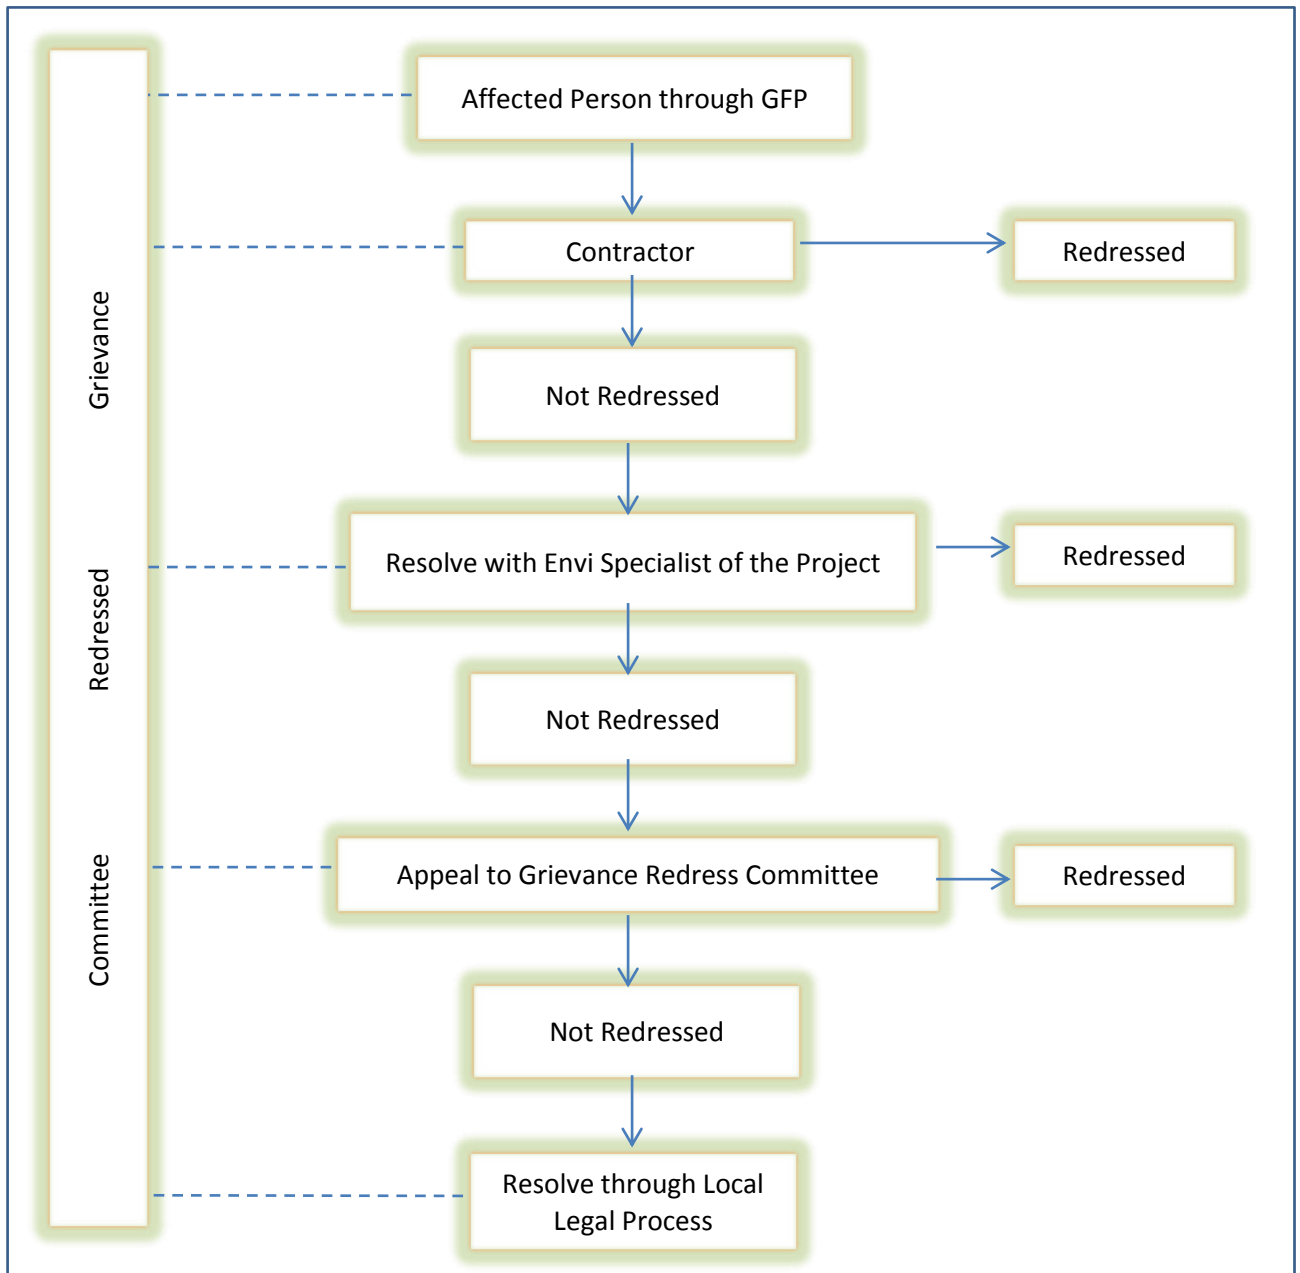 Affected Person through GFP
Contractor
Redressed
Not Redressed
Resolve with Envi Specialist of the Project
Redressed
Not Redressed
Appeal to Grievance Redress Committee
Redressed
Not Redressed
Resolve through Local
Legal Process
Committee Redressed Grievance